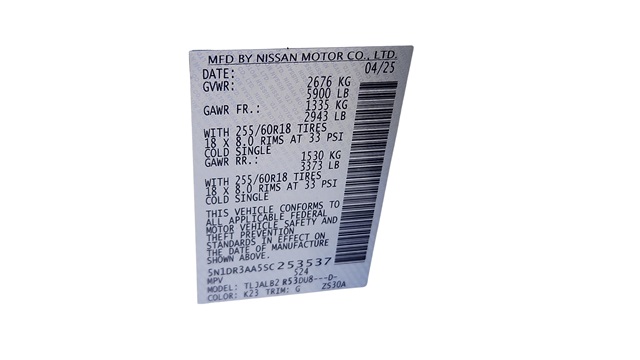 MFD BY NISSAN MOTOR CO., LTD.
DATE: 04/25
GVWR: 2676 KG
5900 LB
GAWR FR.: 1335 KG
2943 LB
WITH 255/60R18 TIRES
18 X 8.0 RIMS AT 33 PSI
COLD SINGLE
GAWR RR.: 1530 KG
3373 LB
WITH 255/60R18 TIRES
18 X 8.0 RIMS AT 33 PSI
COLD SINGLE
THIS VEHICLE CONFORMS TO
ALL APPLICABLE FEDERAL
MOTOR VEHICLE SAFETY AND
THEFT PREVENTION
STANDARDS IN EFFECT ON
THE DATE OF MANUFACTURE
SHOWN ABOVE.
5N1DR3AA5SC253537
MPV S24
MODEL: TLJALB2 R53DU8---D-
COLOR: K23 TRIM: G ZS30A